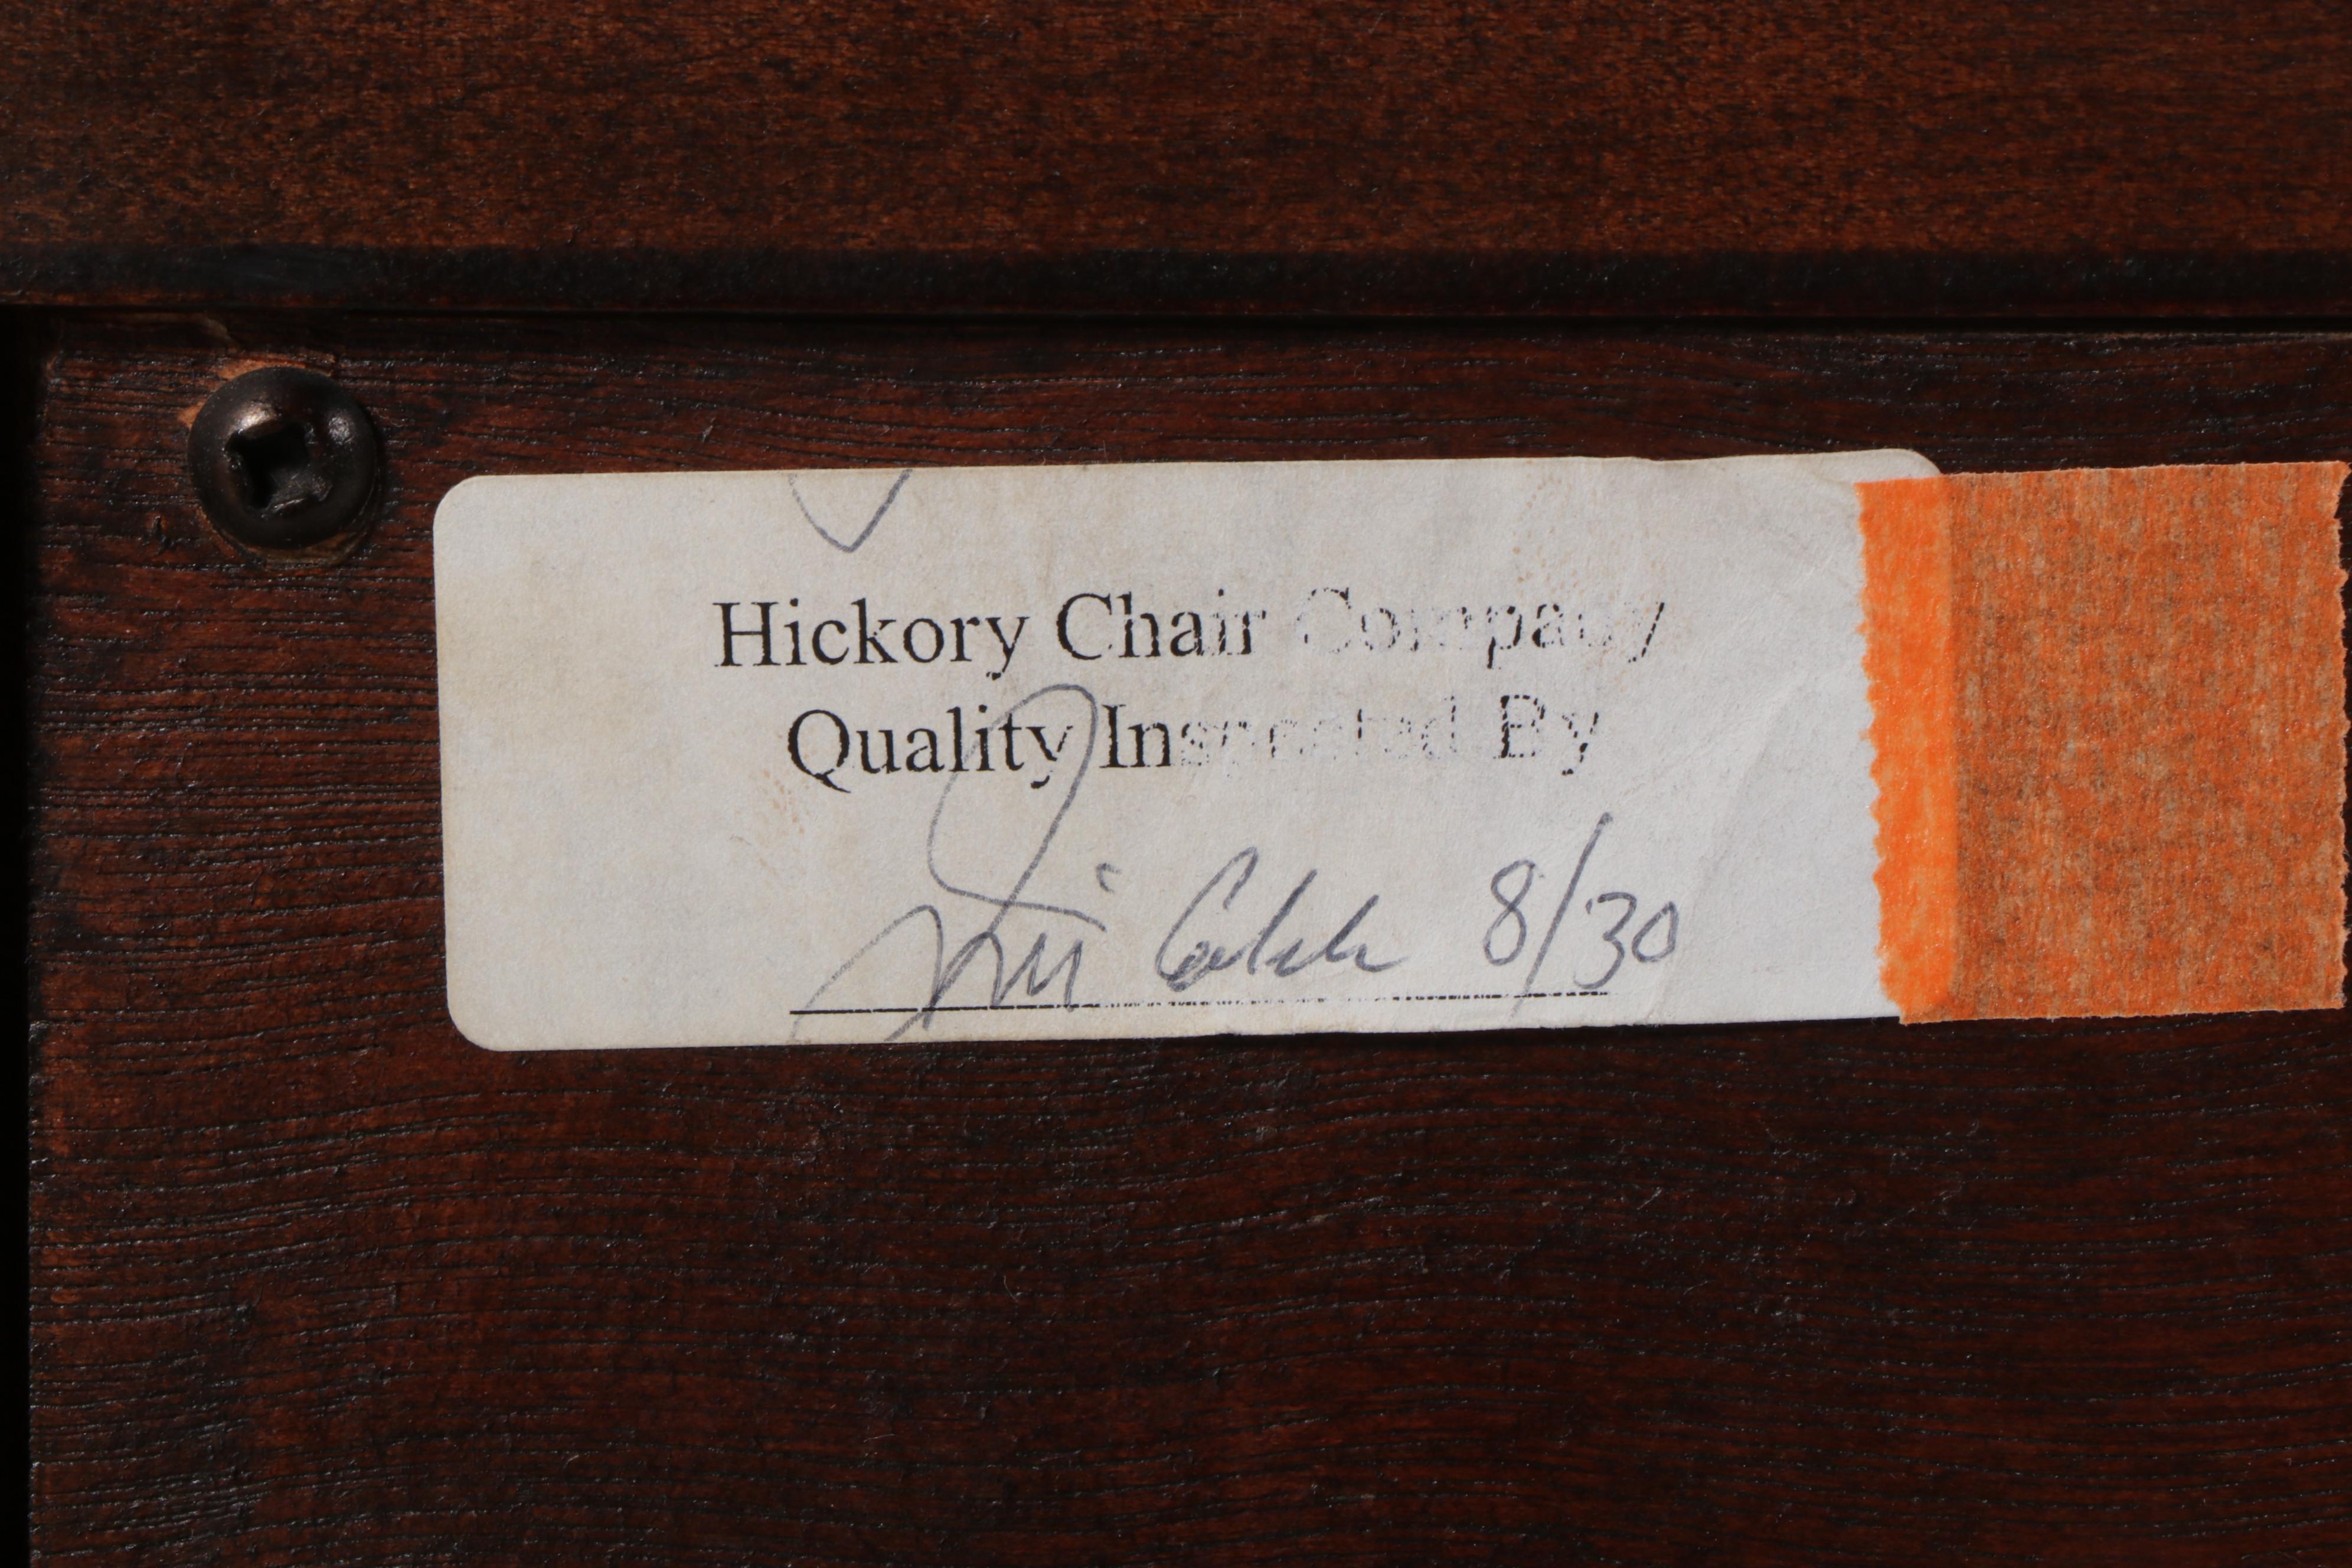 Hickory Chair Company
Quality Inspected By
8/30